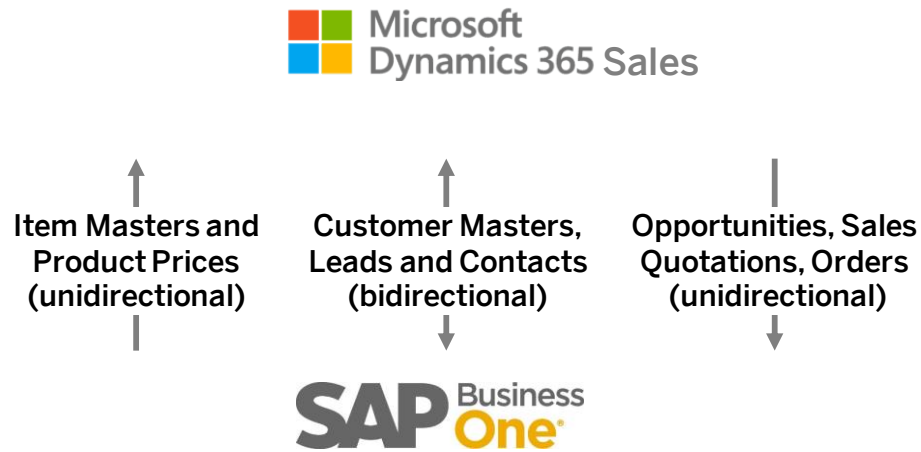 Microsoft
Dynamics 365 Sales
Item Masters and
Product Prices
(unidirectional)
Customer Masters,
Leads and Contacts
(bidirectional)
Opportunities, Sales
Quotations, Orders
(unidirectional)
SAP Business
One®